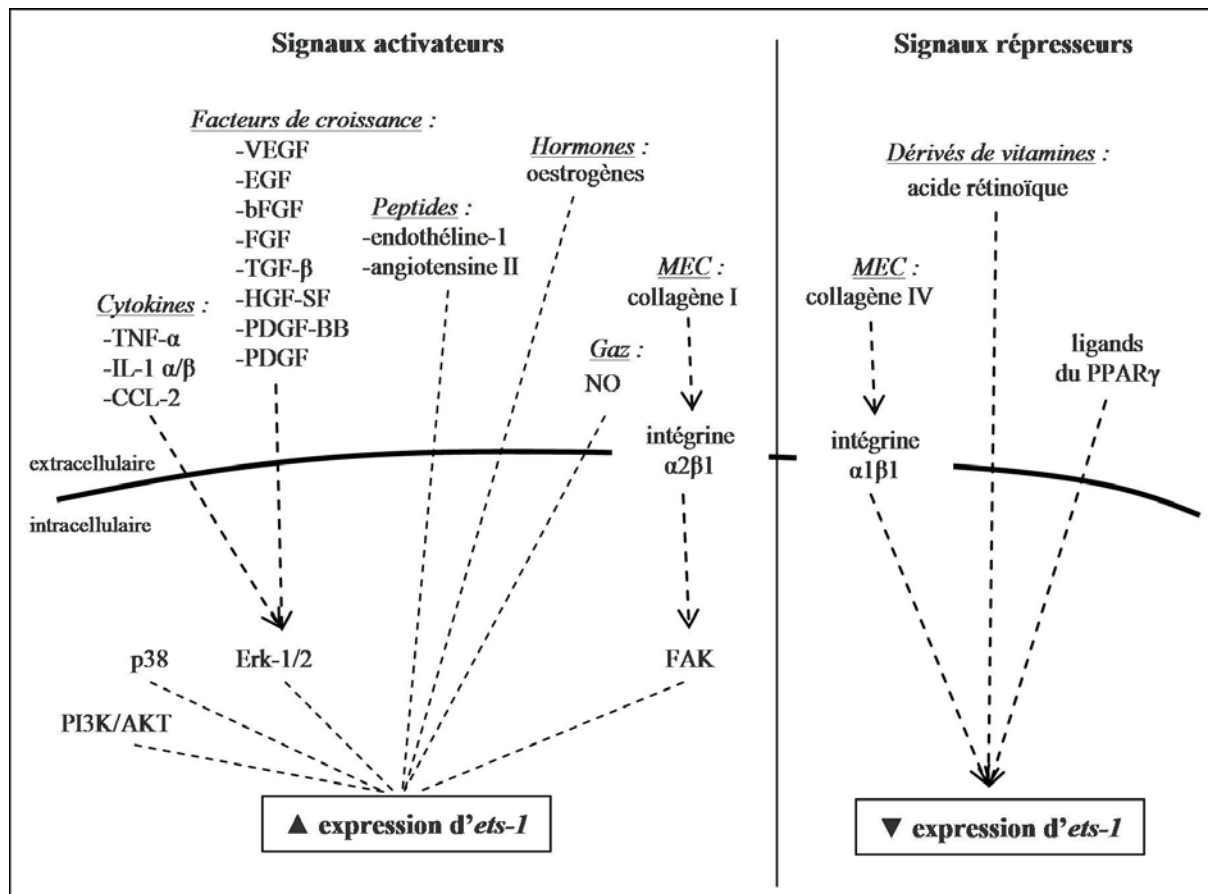 Signaux activateurs
Facteurs de croissance :
-VEGF
-EGF
-bFGF
-FGF
-TGF-β
-HGF-SF
-PDGF-BB
-PDGF
Cytokines :
-TNF-α
-IL-1 α/β
-CCL-2
Peptides :
-endothéline-1
-angiotensine II
Hormones :
oestrogènes
Gaz :
NO
MEC :
collagène I
intégrine
α2β1
extracellulaire
intracellulaire
p38
Erk-1/2
FAK
PI3K/AKT
▲ expression d’ets-1
Signaux répresseurs
Dérivés de vitamines :
acide rétinoïque
MEC :
collagène IV
ligands
du PPARγ
intégrine
α1β1
▼ expression d’ets-1